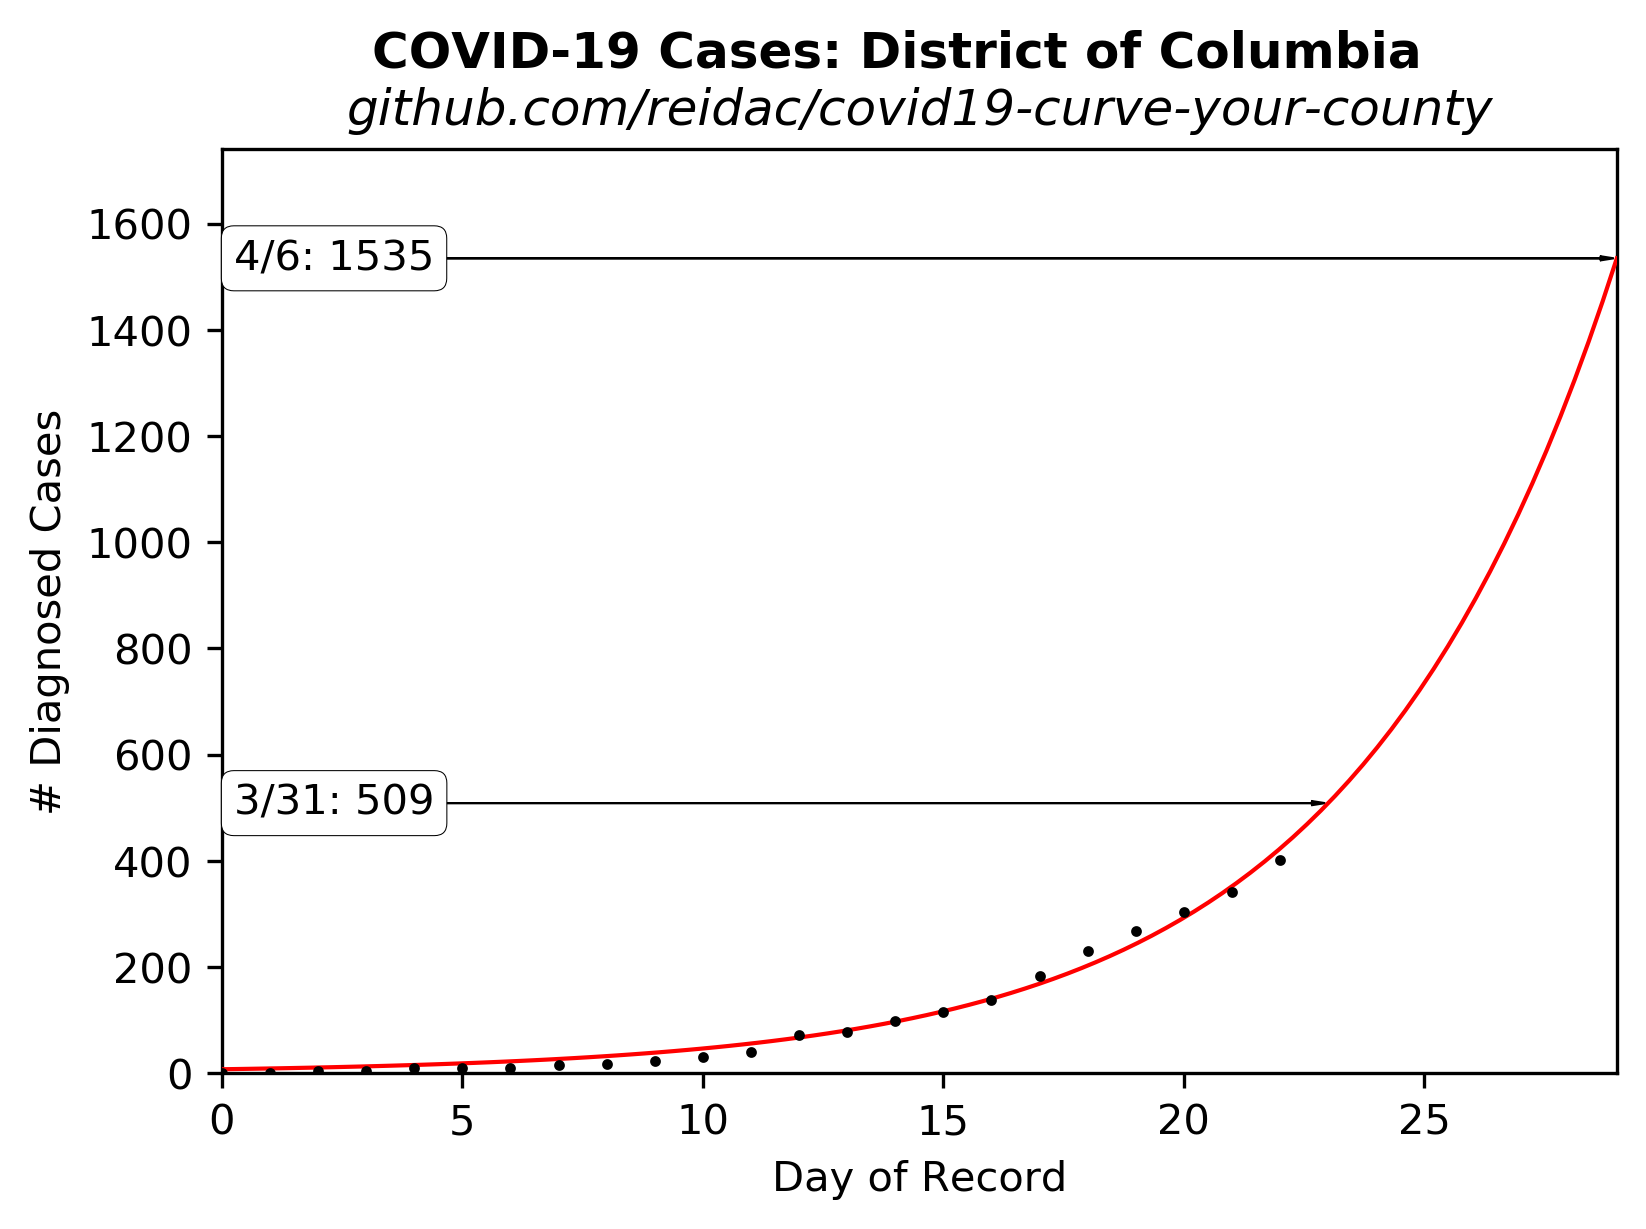 COVID-19 Cases: District of Columbia
github.com/reidac/covid19-curve-your-county
# Diagnosed Cases
1600
1400
1200
1000
800
600
400
200
0
4/6: 1535
3/31: 509
0 5 10 15 20 25
Day of Record